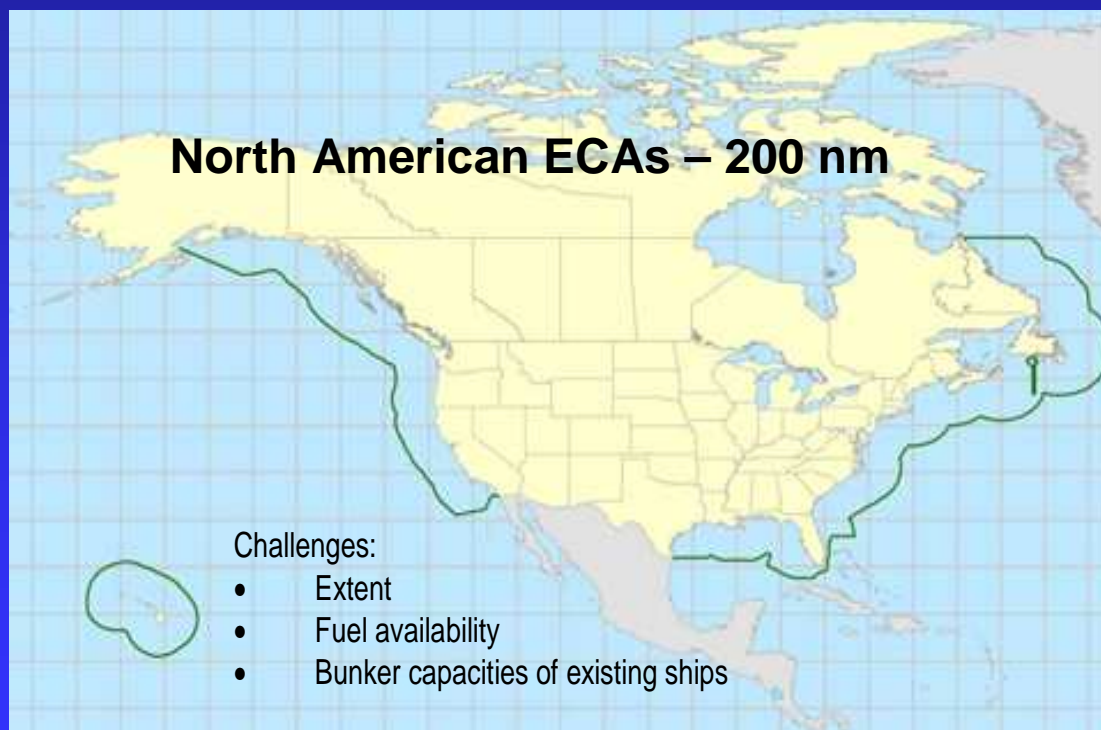 North American ECAs – 200 nm
Challenges:
• Extent
• Fuel availability
• Bunker capacities of existing ships